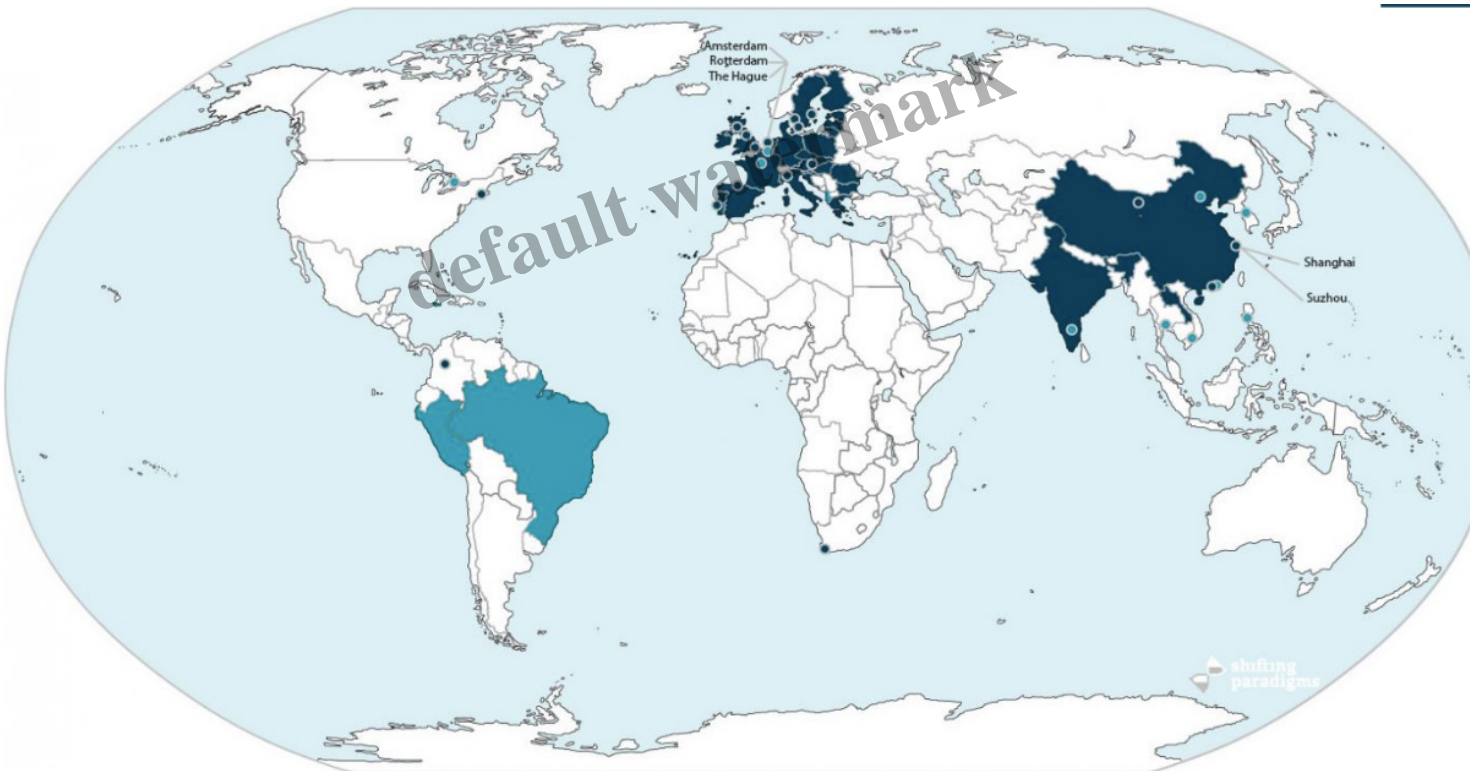 Amsterdam
Rotterdam
The Hague
default watermark
Shanghai
Suzhou
shifting
paradigms